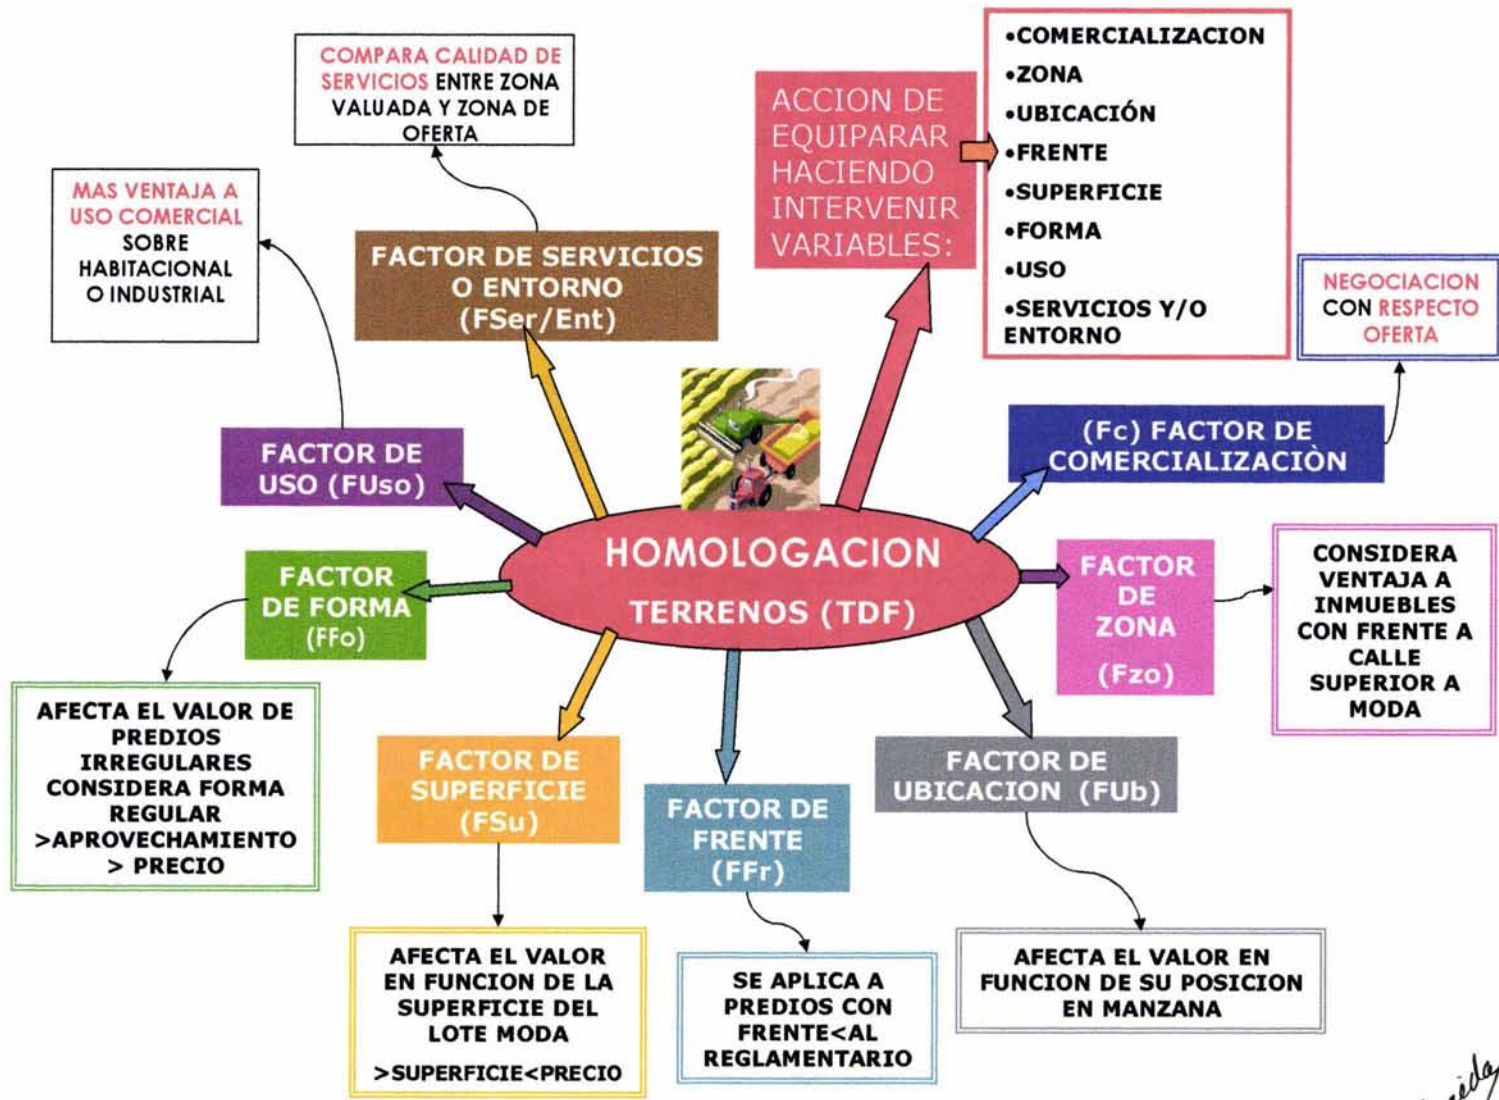 COMPARA CALIDAD DE
SERVICIOS ENTRE ZONA
VALUADA Y ZONA DE
OFERTA
ACCION DE
EQUIPARAR
HACIENDO
INTERVENIR
VARIABLES:
•COMERCIALIZACION
•ZONA
•UBICACIÓN
•FRENTE
•SUPERFICIE
•FORMA
•USO
•SERVICIOS Y/O
ENTORNO
MAS VENTAJA A
USO COMERCIAL
SOBRE
HABITACIONAL
O INDUSTRIAL
FACTOR DE SERVICIOS
O ENTORNO
(FSer/Ent)
NEGOCIACION
CON RESPECTO
OFERTA
FACTOR DE
USO (FUso)
(Fc) FACTOR DE
COMERCIALIZACIÒN
HOMOLOGACION
TERRENOS (TDF)
FACTOR
DE FORMA
(FFo)
FACTOR
DE
ZONA
(Fzo)
CONSIDERA
VENTAJA A
INMUEBLES
CON FRENTE A
CALLE
SUPERIOR A
MODA
AFECTA EL VALOR DE
PREDIOS
IRREGULARES
CONSIDERA FORMA
REGULAR
>APROVECHAMIENTO
> PRECIO
FACTOR DE
SUPERFICIE
(FSu)
FACTOR DE
FRENTE
(FFr)
FACTOR DE
UBICACION (FUb)
AFECTA EL VALOR
EN FUNCION DE LA
SUPERFICIE DEL
LOTE MODA
>SUPERFICIE<PRECIO
SE APLICA A
PREDIOS CON
FRENTE<AL
REGLAMENTARIO
AFECTA EL VALOR EN
FUNCION DE SU POSICION
EN MANZANA